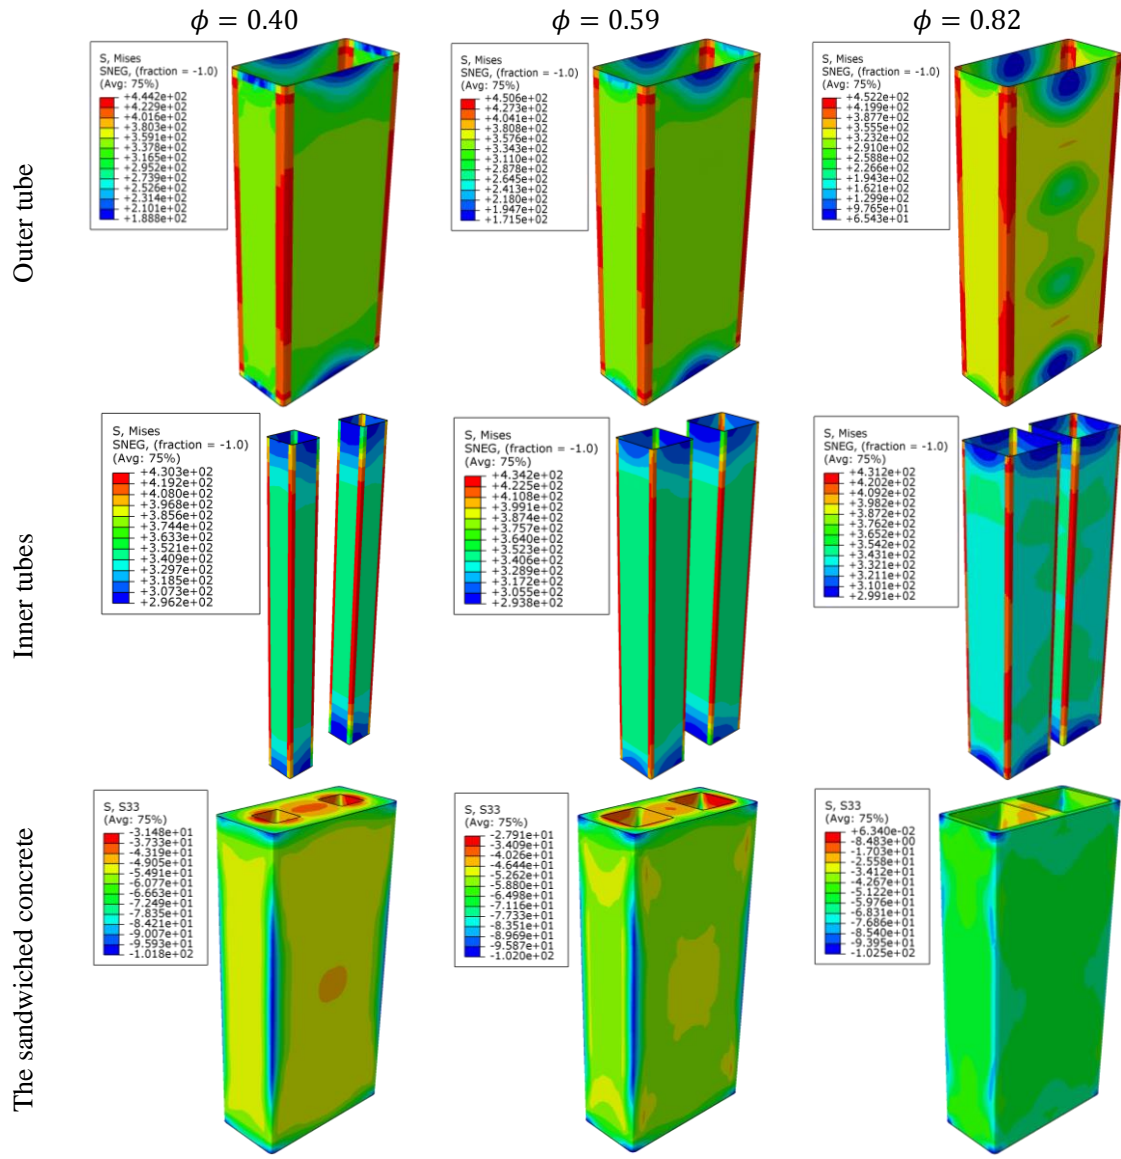 ϕ = 0.40
ϕ = 0.59
ϕ = 0.82
Outer tube
S, Mises
SNEG, (fraction = -1.0)
(Avg: 75%)
+4.442e+02
+4.229e+02
+4.016e+02
+3.803e+02
+3.591e+02
+3.378e+02
+3.165e+02
+2.952e+02
+2.739e+02
+2.526e+02
+2.314e+02
+2.101e+02
+1.888e+02
S, Mises
SNEG, (fraction = -1.0)
(Avg: 75%)
+4.506e+02
+4.273e+02
+4.041e+02
+3.808e+02
+3.576e+02
+3.343e+02
+3.110e+02
+2.878e+02
+2.645e+02
+2.413e+02
+2.180e+02
+1.947e+02
+1.715e+02
S, Mises
SNEG, (fraction = -1.0)
(Avg: 75%)
+4.522e+02
+4.199e+02
+3.877e+02
+3.555e+02
+3.232e+02
+2.910e+02
+2.588e+02
+2.266e+02
+1.943e+02
+1.621e+02
+1.299e+02
+9.765e+01
+6.543e+01
Inner tubes
S, Mises
SNEG, (fraction = -1.0)
(Avg: 75%)
+4.303e+02
+4.192e+02
+4.080e+02
+3.968e+02
+3.856e+02
+3.744e+02
+3.633e+02
+3.521e+02
+3.409e+02
+3.297e+02
+3.185e+02
+3.073e+02
+2.962e+02
S, Mises
SNEG, (fraction = -1.0)
(Avg: 75%)
+4.342e+02
+4.225e+02
+4.108e+02
+3.991e+02
+3.874e+02
+3.757e+02
+3.640e+02
+3.523e+02
+3.406e+02
+3.289e+02
+3.172e+02
+3.055e+02
+2.938e+02
S, Mises
SNEG, (fraction = -1.0)
(Avg: 75%)
+4.312e+02
+4.202e+02
+4.092e+02
+3.982e+02
+3.872e+02
+3.762e+02
+3.652e+02
+3.542e+02
+3.431e+02
+3.321e+02
+3.211e+02
+3.101e+02
+2.991e+02
The sandwiched concrete
S, S33
(Avg: 75%)
-3.148e+01
-3.733e+01
-4.319e+01
-4.905e+01
-5.491e+01
-6.077e+01
-6.663e+01
-7.249e+01
-7.835e+01
-8.421e+01
-9.007e+01
-9.593e+01
-1.018e+02
S, S33
(Avg: 75%)
-2.791e+01
-3.409e+01
-4.026e+01
-4.644e+01
-5.262e+01
-5.880e+01
-6.498e+01
-7.116e+01
-7.733e+01
-8.351e+01
-8.969e+01
-9.587e+01
-1.020e+02
S, S33
(Avg: 75%)
+6.340e-02
-8.483e+00
-1.703e+01
-2.558e+01
-3.412e+01
-4.267e+01
-5.122e+01
-5.976e+01
-6.831e+01
-7.686e+01
-8.540e+01
-9.395e+01
-1.025e+02